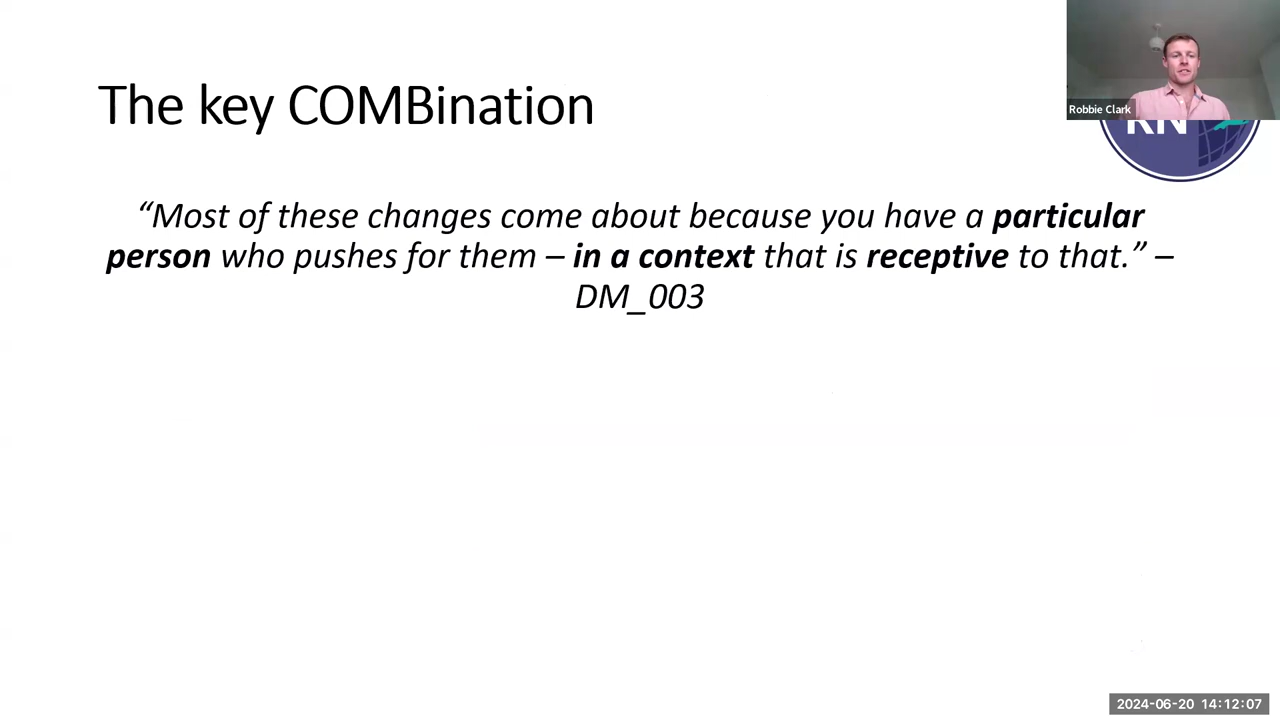 The key COMBination
Robbie Clark
RN
“Most of these changes come about because you have a particular
person who pushes for them – in a context that is receptive to that.” –
DM_003
2024-06-20 14:12:07